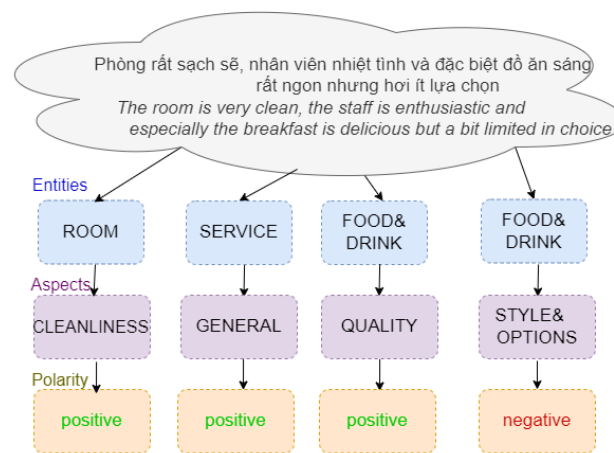 Phòng rất sạch sẽ, nhân viên nhiệt tình và đặc biệt đồ ăn sáng
rất ngon nhưng hơi ít lựa chọn
The room is very clean, the staff is enthusiastic and
especially the breakfast is delicious but a bit limited in choice.
Entities
ROOM
SERVICE
FOOD&
DRINK
FOOD&
DRINK
Aspects
CLEANLINESS
GENERAL
QUALITY
STYLE&
OPTIONS
Polarity
positive
positive
positive
negative